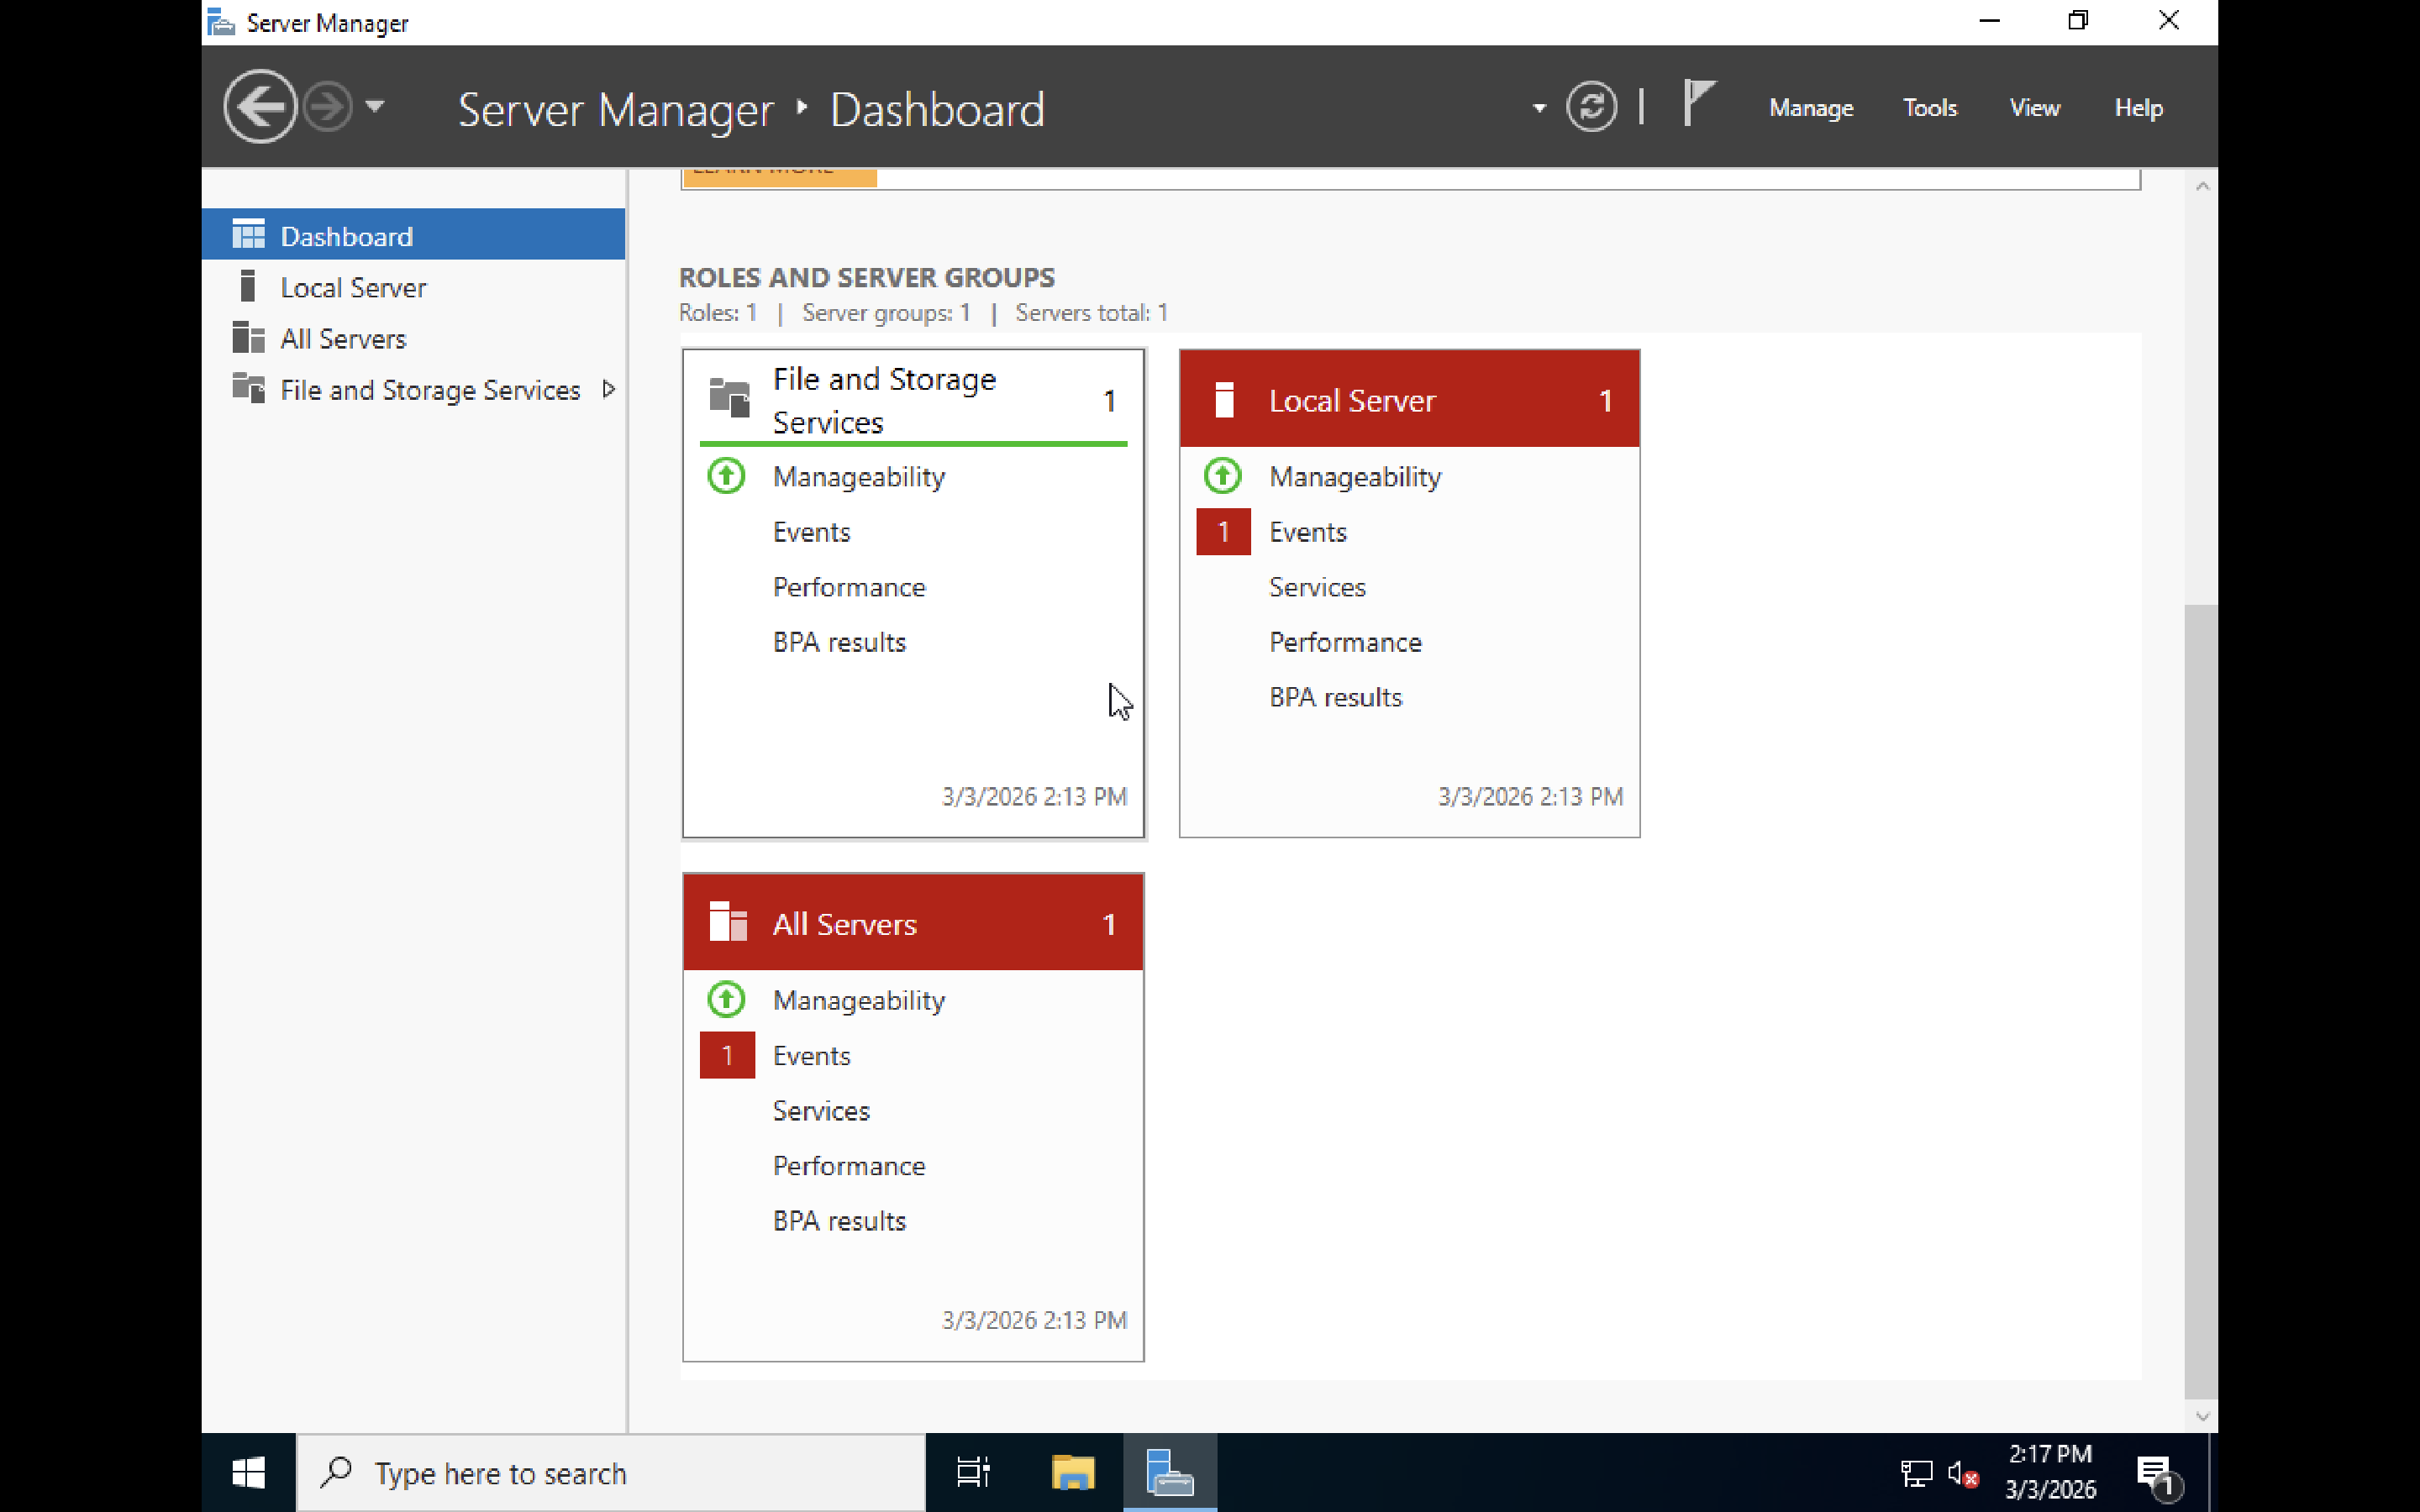 Server Manager
Server Manager ‣ Dashboard
Manage Tools View Help
Dashboard
Local Server
All Servers
File and Storage Services
LEARN MORE
ROLES AND SERVER GROUPS
Roles: 1 | Server groups: 1 | Servers total: 1
File and Storage
Services
1
Manageability
Events
Performance
BPA results
3/3/2026 2:13 PM
Local Server 1
Manageability
1 Events
Services
Performance
BPA results
3/3/2026 2:13 PM
All Servers 1
Manageability
1 Events
Services
Performance
BPA results
3/3/2026 2:13 PM
Type here to search
2:17 PM
3/3/2026
1